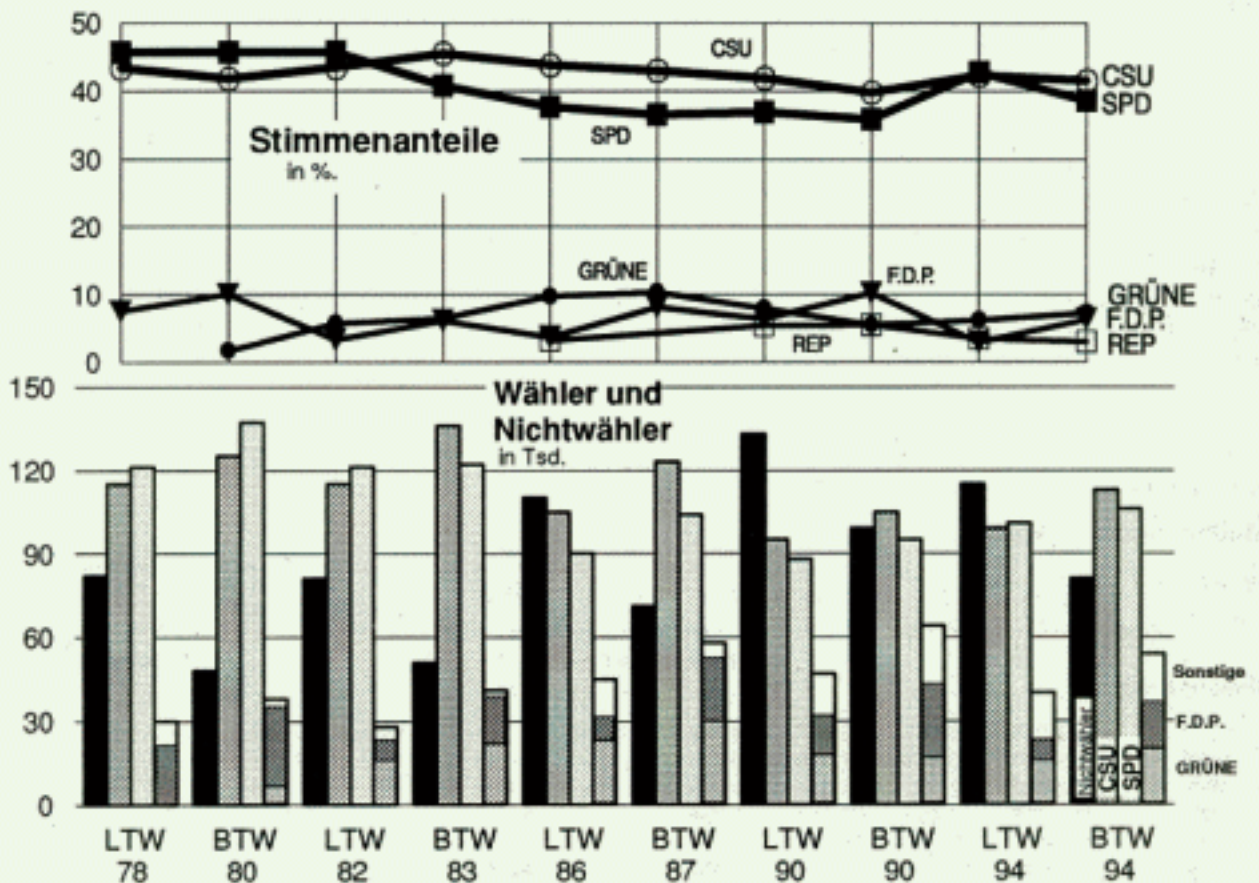 50
40
30
20
10
0
CSU
SPD
CSU
SPD
Stimmenanteile
in %.
GRÜNE
F.D.P.
REP
GRÜNE
F.D.P.
REP
150
120
90
60
30
0
Wähler und
Nichtwähler
in Tsd.
Sonstige
F.D.P.
GRÜNE
Nichtwähler
CSU
SPD
LTW BTW LTW BTW LTW BTW LTW BTW LTW BTW
78 80 82 83 86 87 90 90 94 94